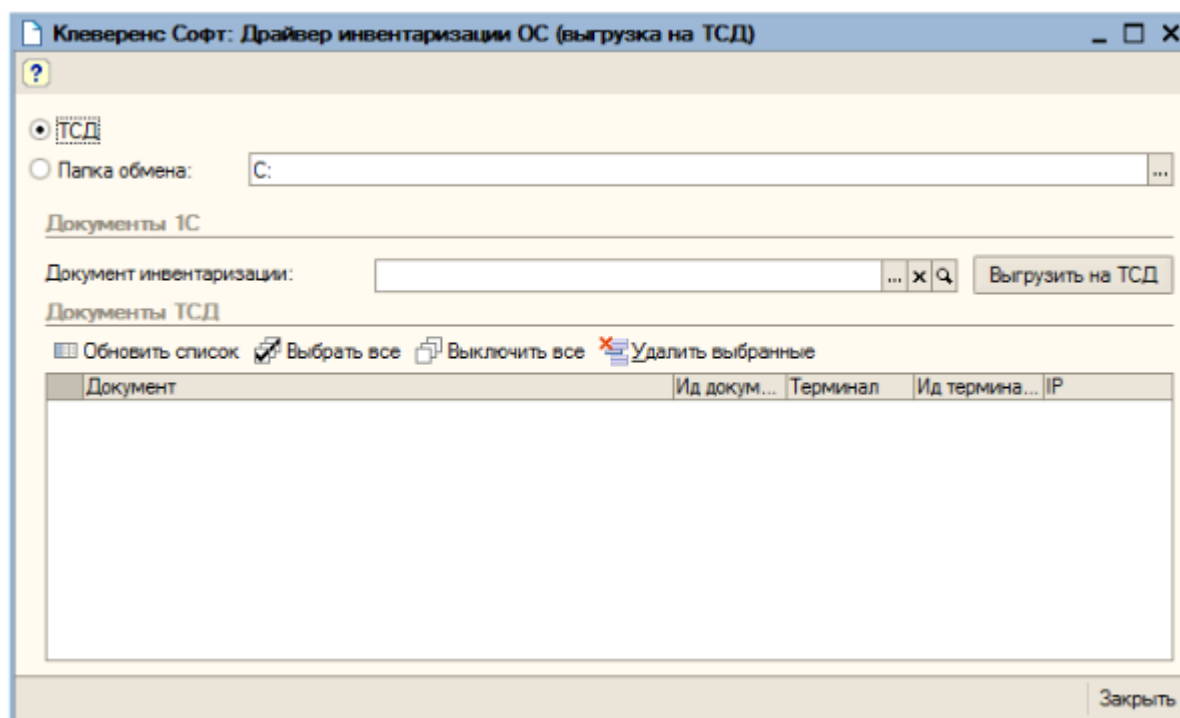 Клеверенс Софт: Драйвер инвентаризации ОС (выгрузка на ТСД)
?
ТСД
Папка обмена: C: ...
Документы 1С
Документ инвентаризации: ... x Выгрузить на ТСД
Документы ТСД
Обновить список Выбрать все Выключить все Удалить выбранные
Документ Ид докум... Терминал Ид термина... IP
Закрыть